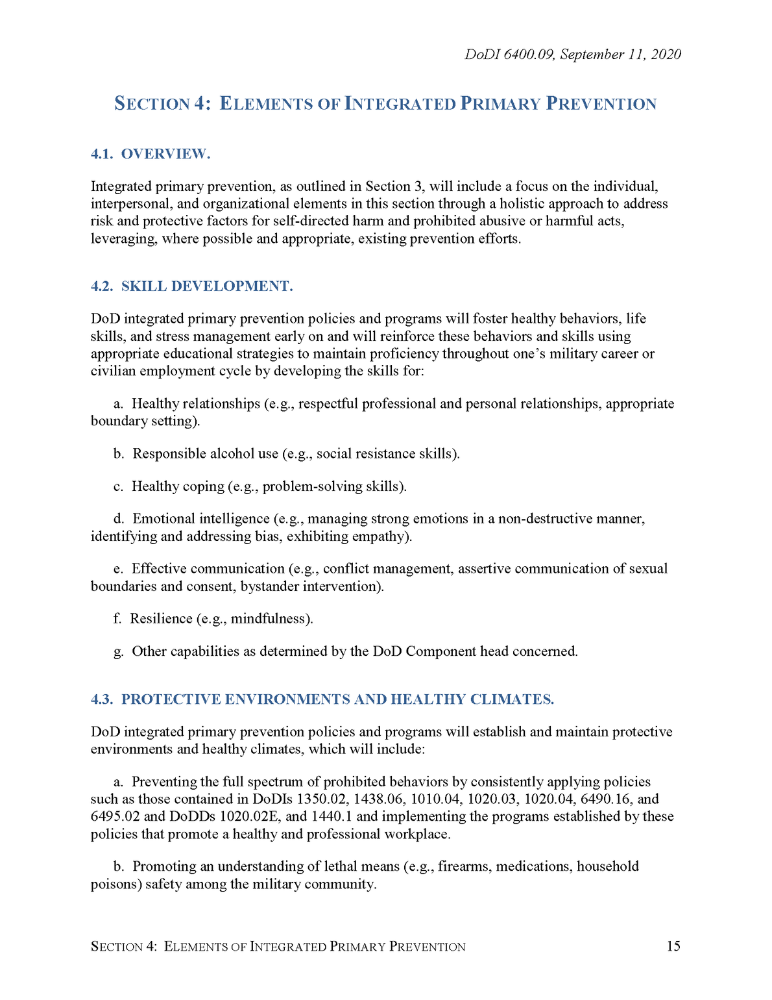 DoDI 6400.09, September 11, 2020
SECTION 4:  ELEMENTS OF INTEGRATED PRIMARY PREVENTION
4.1.  OVERVIEW.
Integrated primary prevention, as outlined in Section 3, will include a focus on the individual,
interpersonal, and organizational elements in this section through a holistic approach to address
risk and protective factors for self-directed harm and prohibited abusive or harmful acts,
leveraging, where possible and appropriate, existing prevention efforts.
4.2.  SKILL DEVELOPMENT.
DoD integrated primary prevention policies and programs will foster healthy behaviors, life
skills, and stress management early on and will reinforce these behaviors and skills using
appropriate educational strategies to maintain proficiency throughout one’s military career or
civilian employment cycle by developing the skills for:
a.  Healthy relationships (e.g., respectful professional and personal relationships, appropriate
boundary setting).
b.  Responsible alcohol use (e.g., social resistance skills).
c.  Healthy coping (e.g., problem-solving skills).
d.  Emotional intelligence (e.g., managing strong emotions in a non-destructive manner,
identifying and addressing bias, exhibiting empathy).
e.  Effective communication (e.g., conflict management, assertive communication of sexual
boundaries and consent, bystander intervention).
f.  Resilience (e.g., mindfulness).
g.  Other capabilities as determined by the DoD Component head concerned.
4.3.  PROTECTIVE ENVIRONMENTS AND HEALTHY CLIMATES.
DoD integrated primary prevention policies and programs will establish and maintain protective
environments and healthy climates, which will include:
a.  Preventing the full spectrum of prohibited behaviors by consistently applying policies
such as those contained in DoDIs 1350.02, 1438.06, 1010.04, 1020.03, 1020.04, 6490.16, and
6495.02 and DoDDs 1020.02E, and 1440.1 and implementing the programs established by these
policies that promote a healthy and professional workplace.
b.  Promoting an understanding of lethal means (e.g., firearms, medications, household
poisons) safety among the military community.
SECTION 4:  ELEMENTS OF INTEGRATED PRIMARY PREVENTION 15